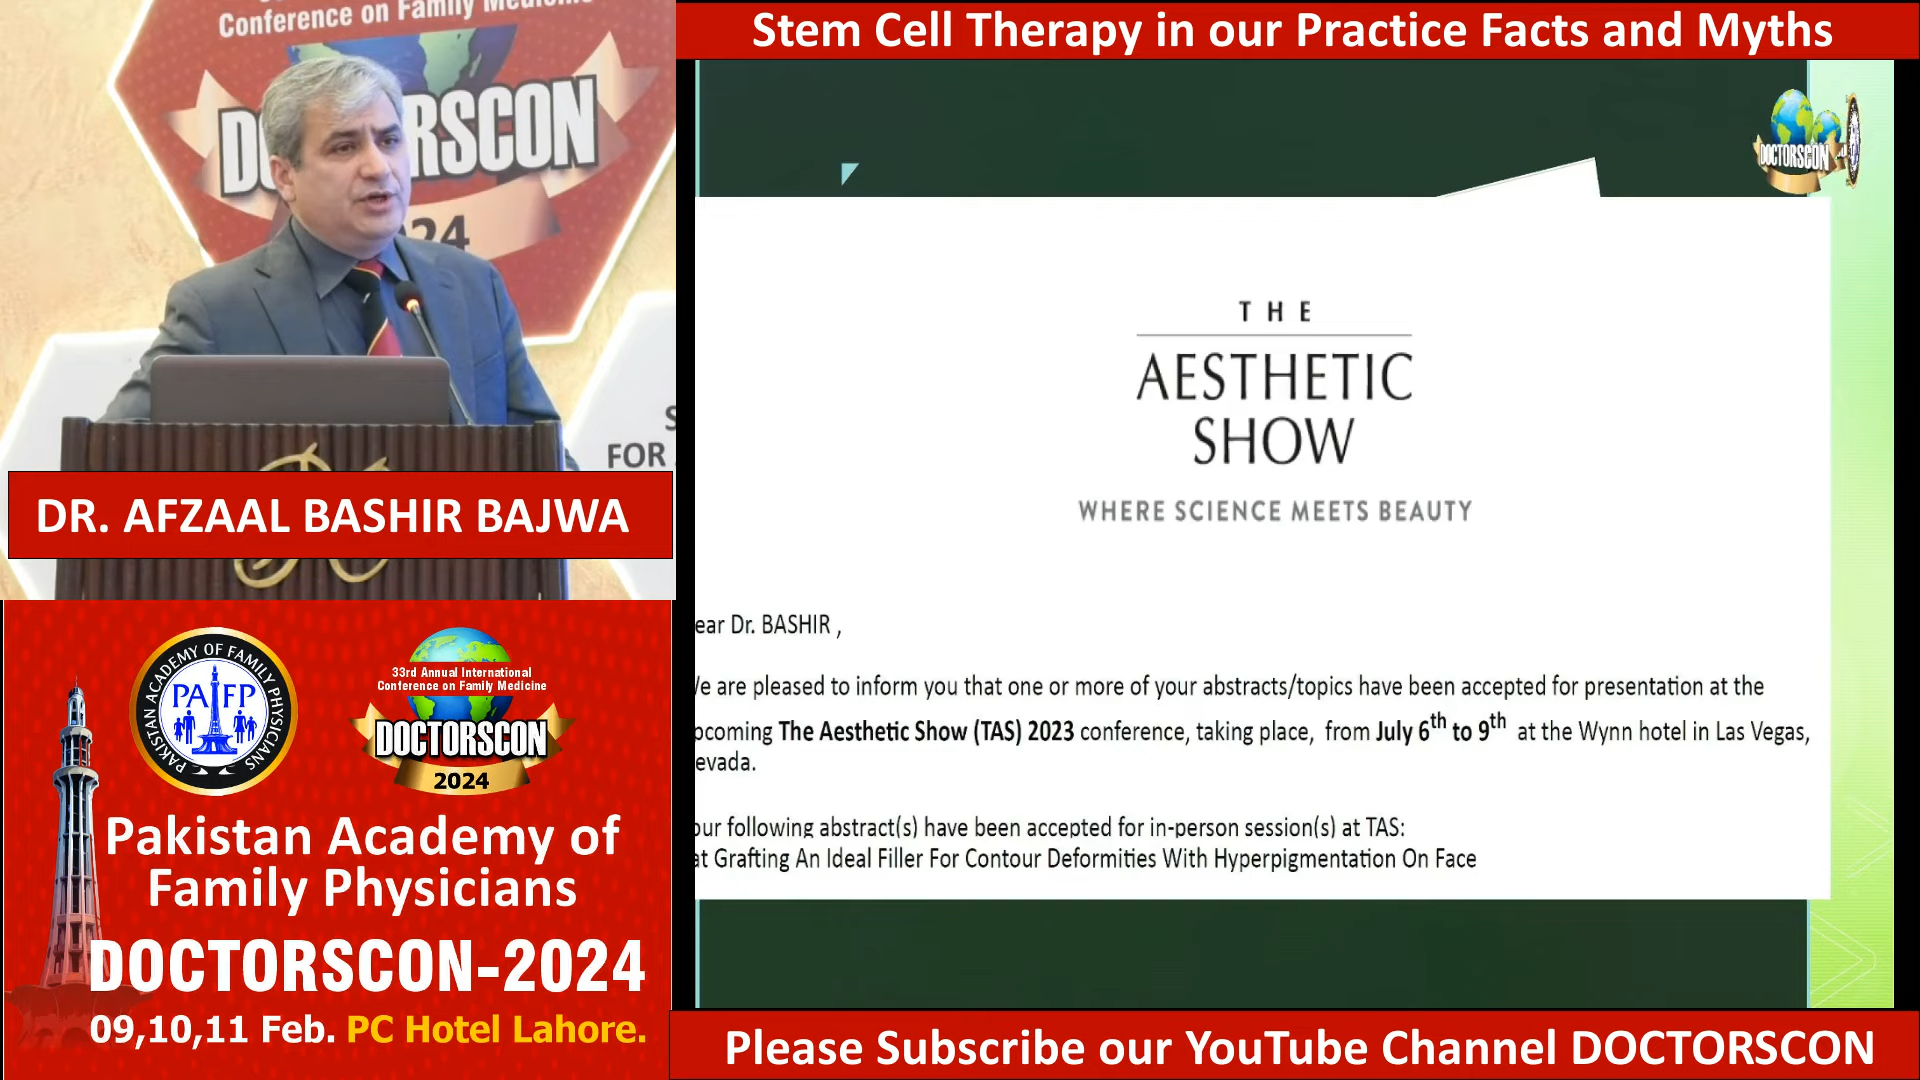 Conference on Family Medicine
DOCTORSCON
2024
FOR
DR. AFZAAL BASHIR BAJWA
Stem Cell Therapy in our Practice Facts and Myths
DOCTORSCON
THE
AESTHETIC
SHOW
WHERE SCIENCE MEETS BEAUTY
ear Dr. BASHIR ,
e are pleased to inform you that one or more of your abstracts/topics have been accepted for presentation at the
pcoming The Aesthetic Show (TAS) 2023 conference, taking place, from July 6th to 9th at the Wynn hotel in Las Vegas,
evada.
our following abstract(s) have been accepted for in-person session(s) at TAS:
at Grafting An Ideal Filler For Contour Deformities With Hyperpigmentation On Face
PAKISTAN ACADEMY OF FAMILY PHYSICIANS
PAFP
33rd Annual International
Conference on Family Medicine
DOCTORSCON
2024
Pakistan Academy of
Family Physicians
DOCTORSCON-2024
09,10,11 Feb. PC Hotel Lahore.
Please Subscribe our YouTube Channel DOCTORSCON